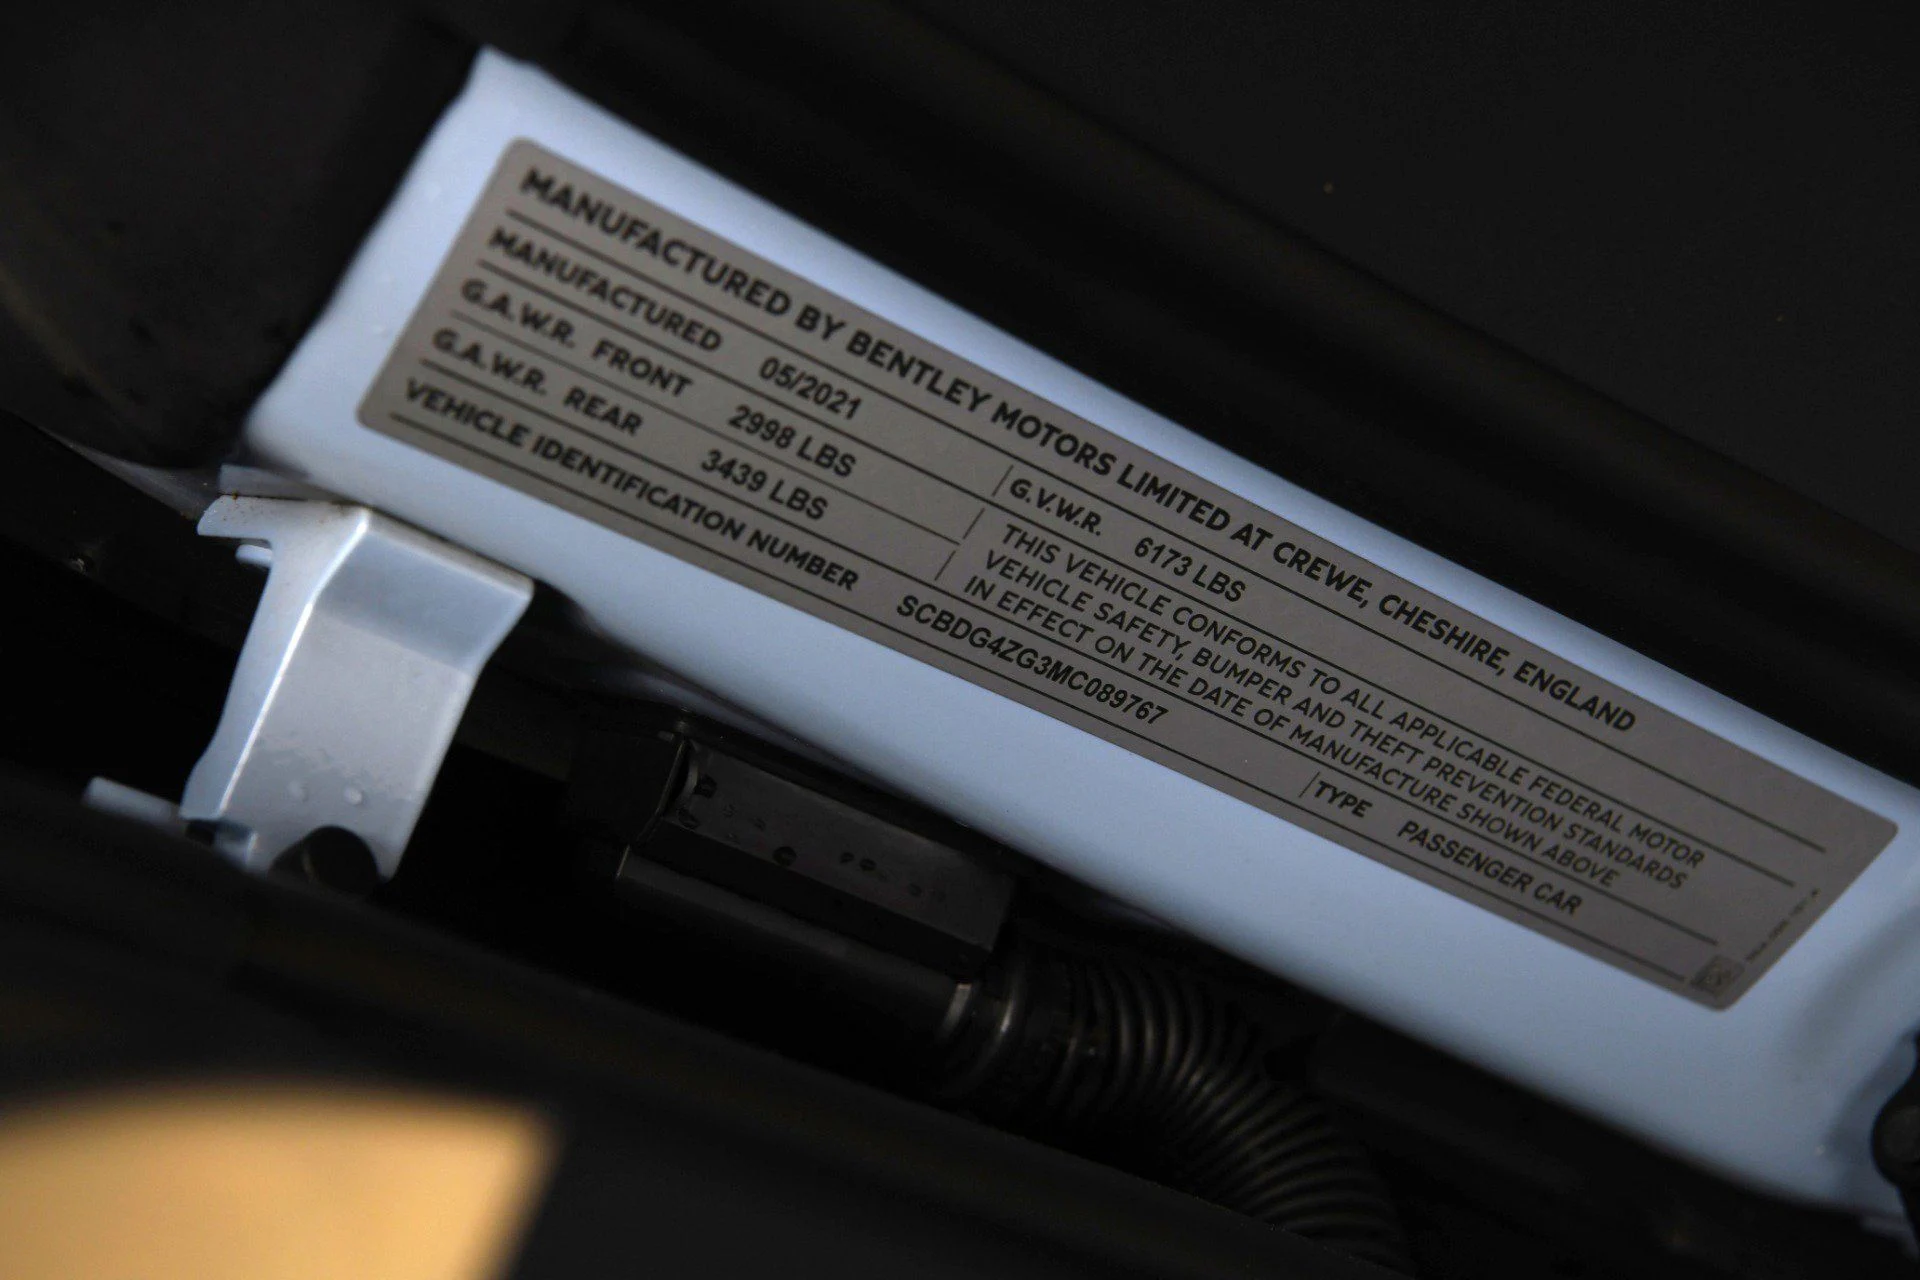 MANUFACTURED BY BENTLEY MOTORS LIMITED AT CREWE, CHESHIRE, ENGLAND
MANUFACTURED 05/2021 G.V.W.R. 6173 LBS
G.A.W.R. FRONT 2998 LBS
G.A.W.R. REAR 3439 LBS
THIS VEHICLE CONFORMS TO ALL APPLICABLE FEDERAL MOTOR
VEHICLE SAFETY, BUMPER AND THEFT PREVENTION STANDARDS
IN EFFECT ON THE DATE OF MANUFACTURE SHOWN ABOVE
VEHICLE IDENTIFICATION NUMBER SCBDG4ZG3MC089767 TYPE PASSENGER CAR